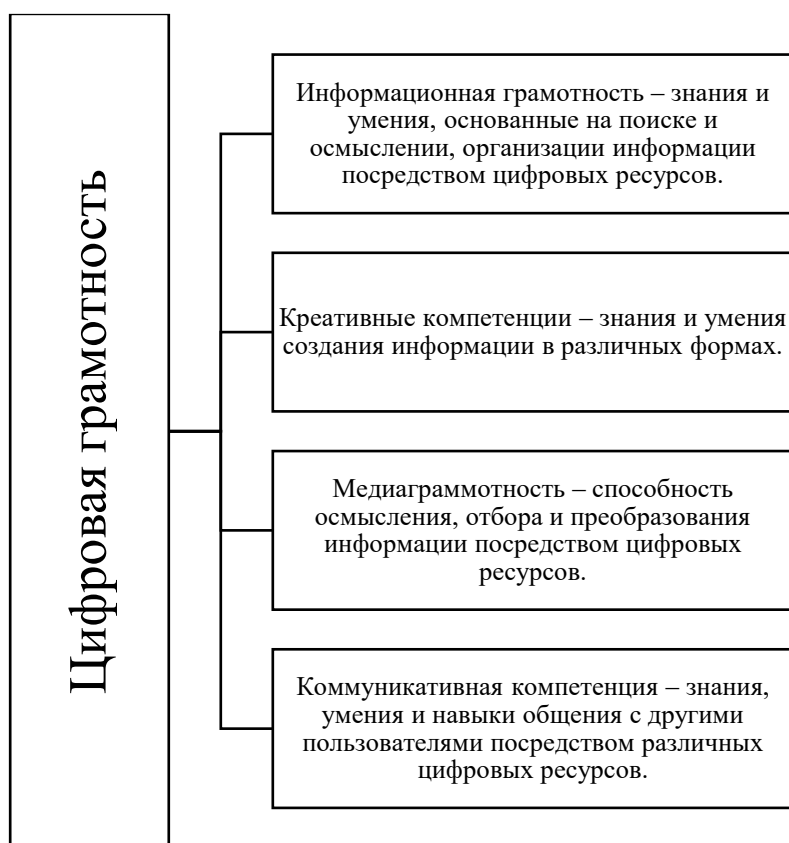 Цифровая грамотность
Информационная грамотность – знания и
умения, основанные на поиске и
осмыслении, организации информации
посредством цифровых ресурсов.
Креативные компетенции – знания и умения
создания информации в различных формах.
Медиаграммотность – способность
осмысления, отбора и преобразования
информации посредством цифровых
ресурсов.
Коммуникативная компетенция – знания,
умения и навыки общения с другими
пользователями посредством различных
цифровых ресурсов.